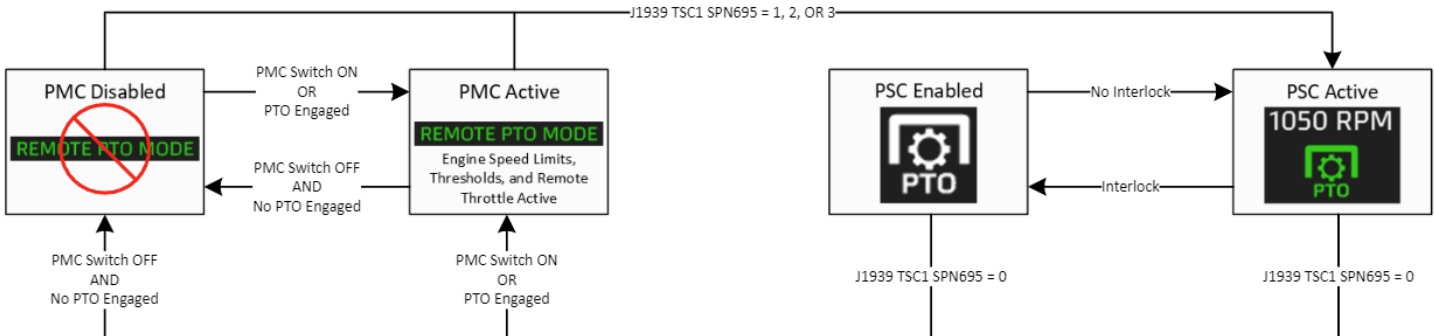 J1939 TSC1 SPN695 = 1, 2, OR 3
PMC Disabled
REMOTE PTO MODE
PMC Switch ON
OR
PTO Engaged
PMC Switch OFF
AND
No PTO Engaged
PMC Active
REMOTE PTO MODE
Engine Speed Limits,
Thresholds, and Remote
Throttle Active
PSC Enabled
PTO
No Interlock
Interlock
PSC Active
1050 RPM
PTO
PMC Switch OFF
AND
No PTO Engaged
PMC Switch ON
OR
PTO Engaged
J1939 TSC1 SPN695 = 0
J1939 TSC1 SPN695 = 0